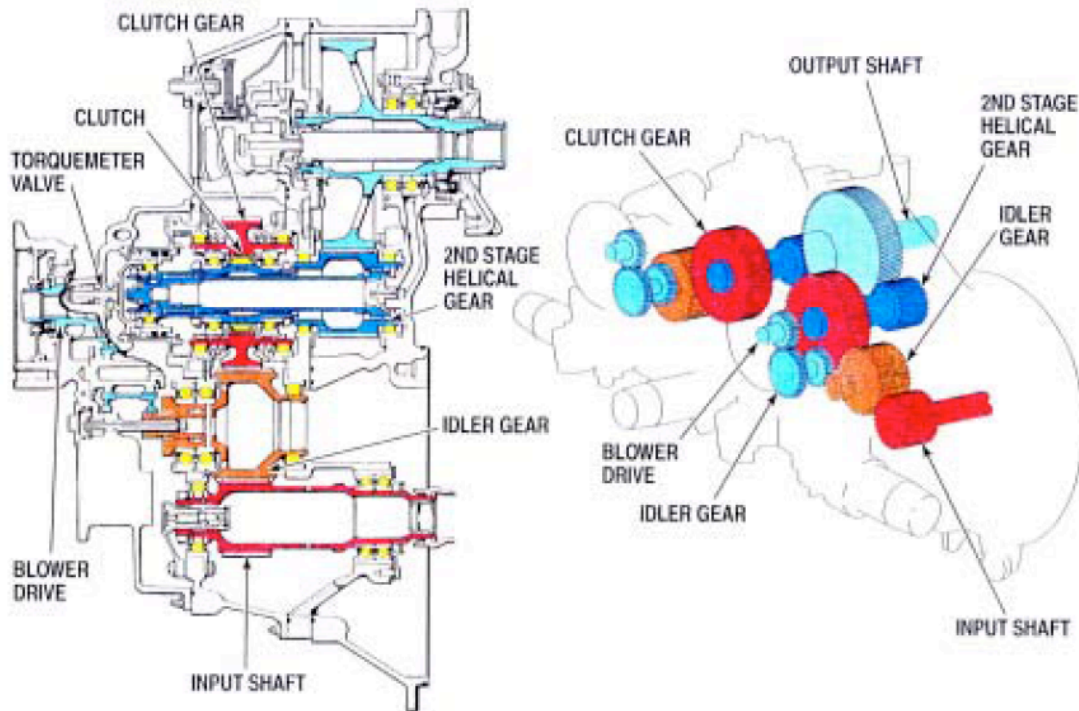 CLUTCH GEAR
CLUTCH
TORQUEMETER
VALVE
2ND STAGE
HELICAL
GEAR
IDLER GEAR
BLOWER
DRIVE
INPUT SHAFT
OUTPUT SHAFT
2ND STAGE
HELICAL
GEAR
CLUTCH GEAR
IDLER
GEAR
BLOWER
DRIVE
IDLER GEAR
INPUT SHAFT